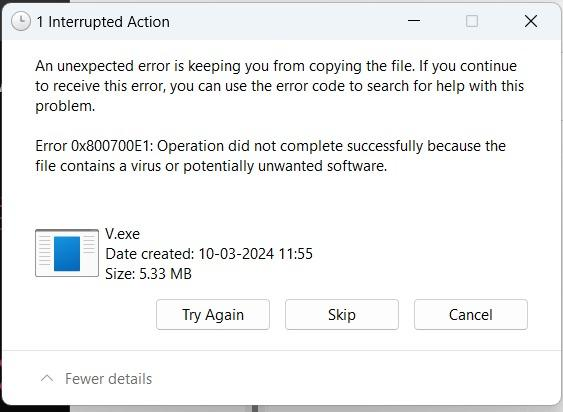 1 Interrupted Action
An unexpected error is keeping you from copying the file. If you continue
to receive this error, you can use the error code to search for help with this
problem.
Error 0x800700E1: Operation did not complete successfully because the
file contains a virus or potentially unwanted software.
V.exe
Date created: 10-03-2024 11:55
Size: 5.33 MB
Try Again
Skip
Cancel
Fewer details